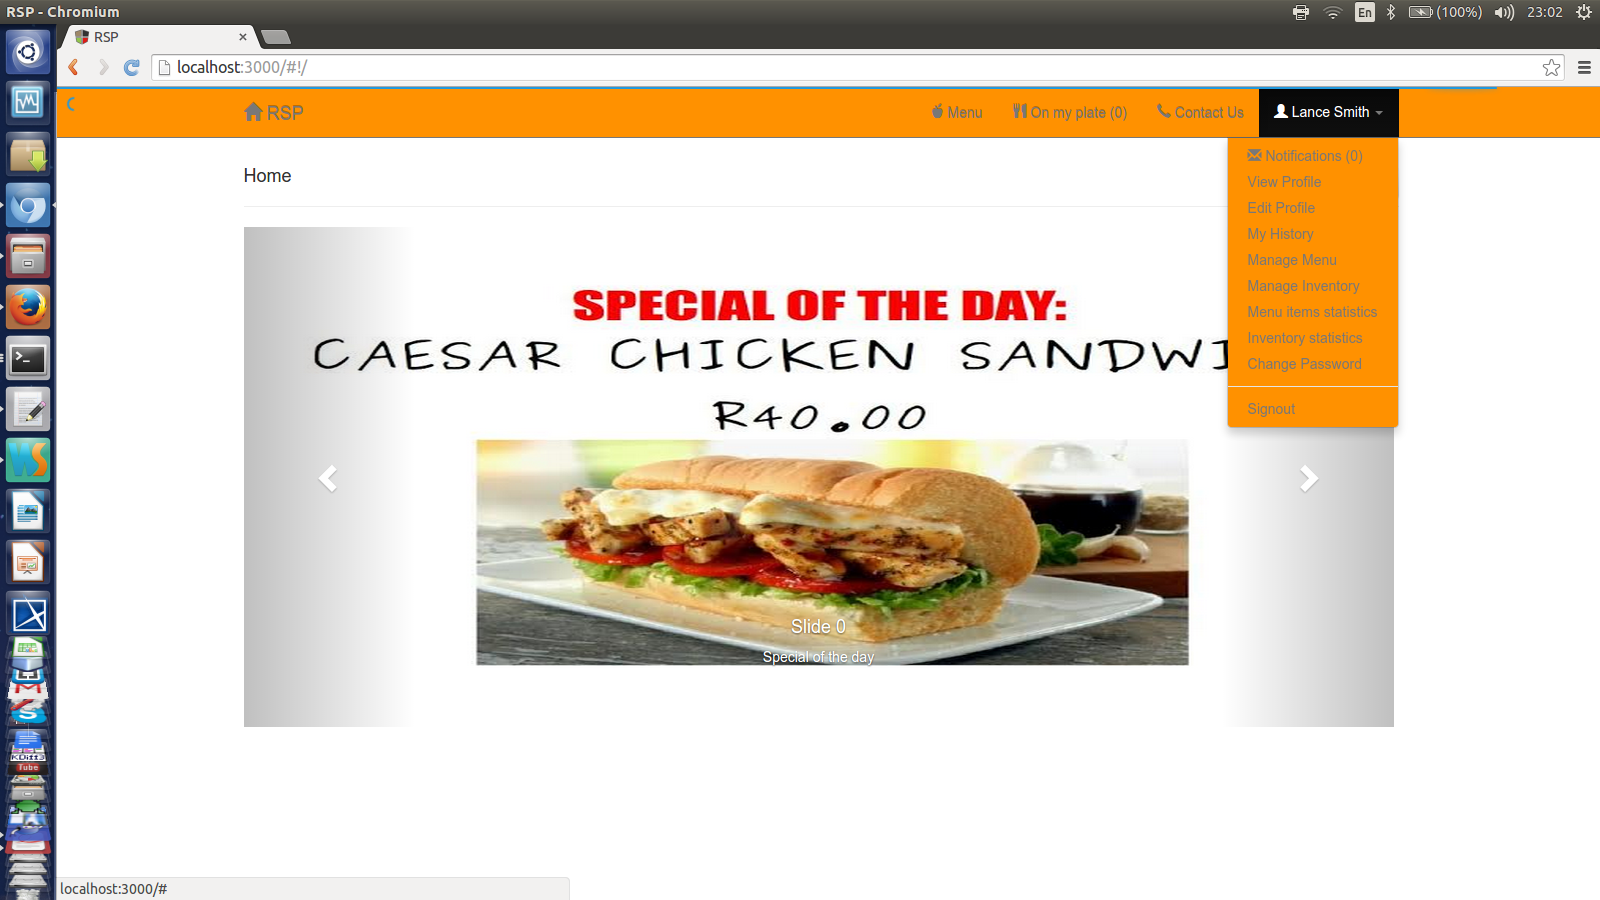 RSP - Chromium
En
(100%)
23:02
RSP
localhost:3000/#!/
RSP
Menu
On my plate (0)
Contact Us
Lance Smith
Notifications (0)
View Profile
Edit Profile
My History
Manage Menu
Manage Inventory
Menu items statistics
Inventory statistics
Change Password
Signout
Home
SPECIAL OF THE DAY:
CAESAR CHICKEN SANDWI
R40.00
Slide 0
Special of the day
KDiff3
Tube
localhost:3000/#